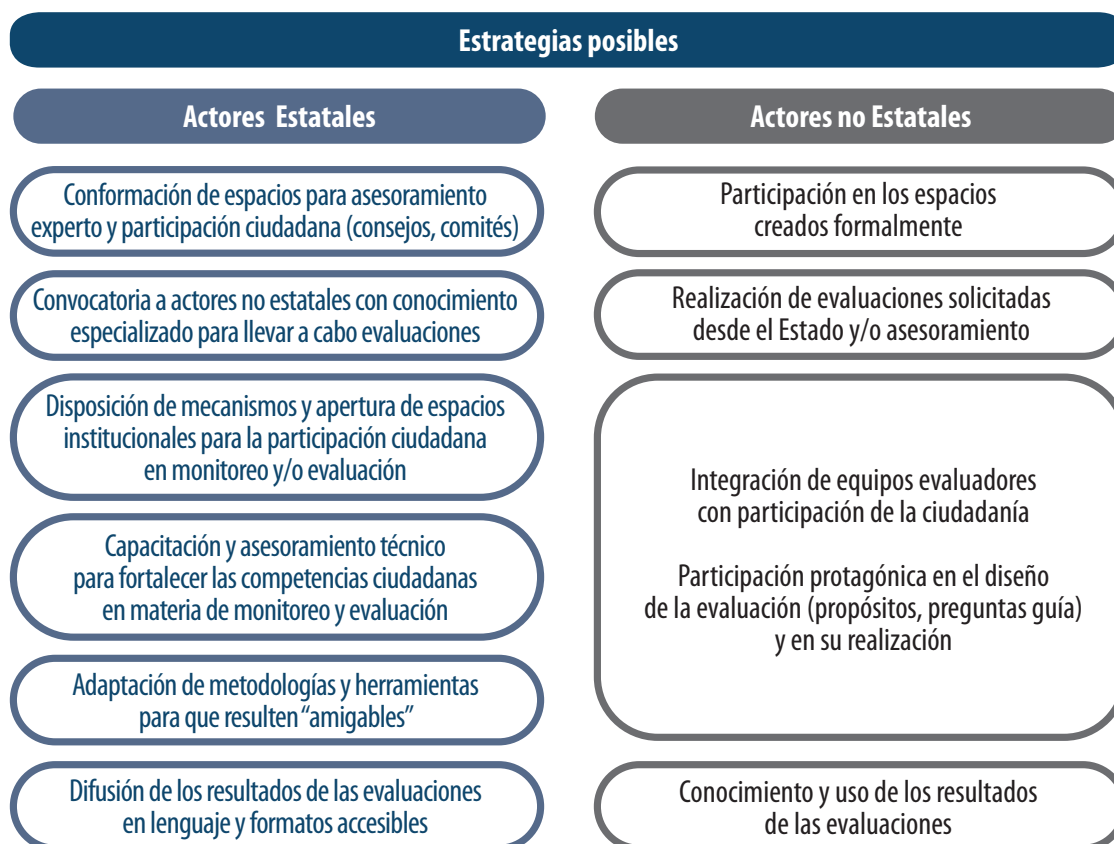 Estrategias posibles
Actores Estatales
Actores no Estatales
Conformación de espacios para asesoramiento
experto y participación ciudadana (consejos, comités)
Participación en los espacios
creados formalmente
Convocatoria a actores no estatales con conocimiento
especializado para llevar a cabo evaluaciones
Realización de evaluaciones solicitadas
desde el Estado y/o asesoramiento
Disposición de mecanismos y apertura de espacios
institucionales para la participación ciudadana
en monitoreo y/o evaluación
Capacitación y asesoramiento técnico
para fortalecer las competencias ciudadanas
en materia de monitoreo y evaluación
Adaptación de metodologías y herramientas
para que resulten "amigables"
Integración de equipos evaluadores
con participación de la ciudadanía
Participación protagónica en el diseño
de la evaluación (propósitos, preguntas guía)
y en su realización
Difusión de los resultados de las evaluaciones
en lenguaje y formatos accesibles
Conocimiento y uso de los resultados
de las evaluaciones